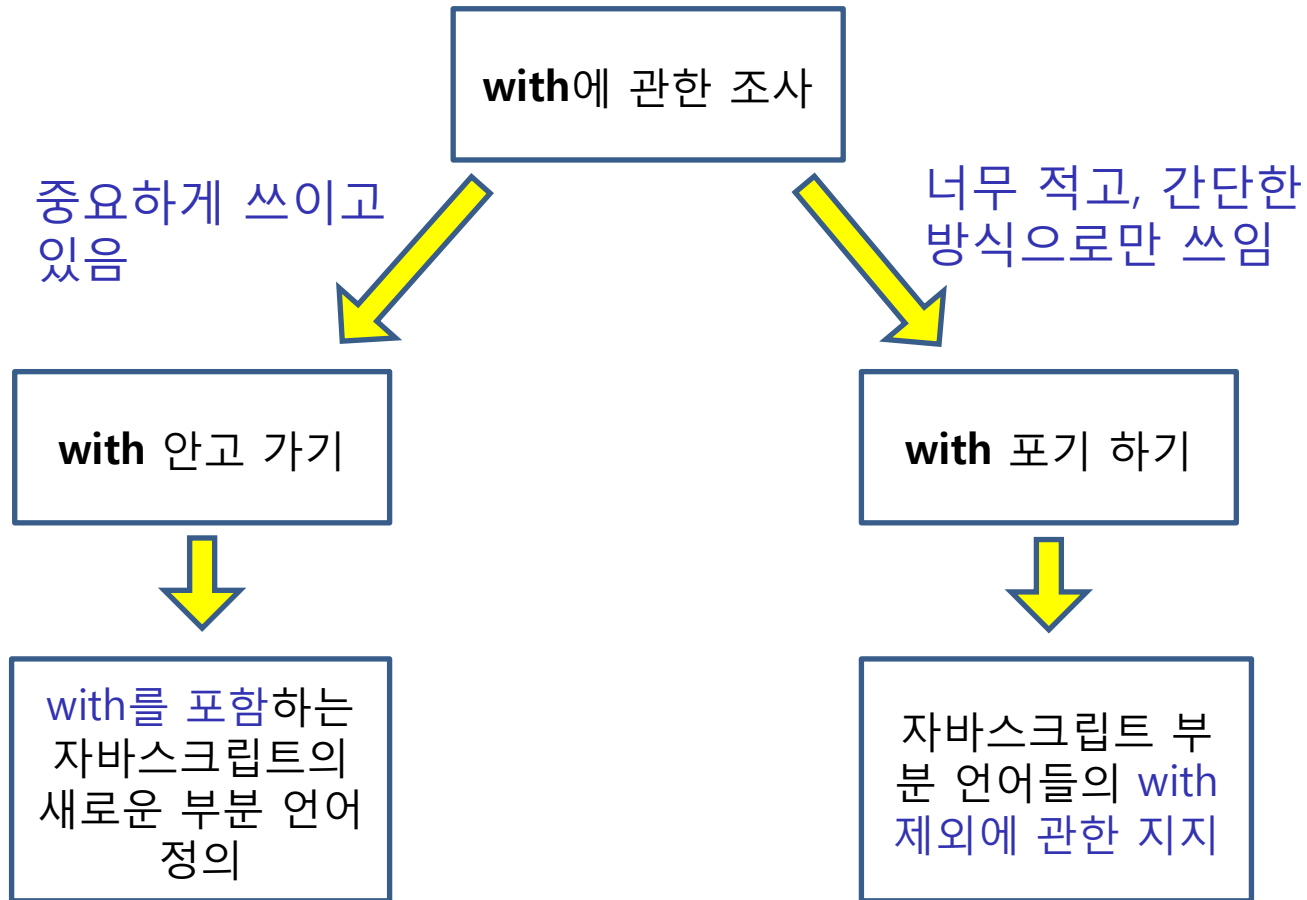 with에 관한 조사
중요하게 쓰이고
있음
너무 적고, 간단한
방식으로만 쓰임
with 안고 가기
with 포기 하기
with를 포함하는
자바스크립트의
새로운 부분 언어
정의
자바스크립트 부
분 언어들의 with
제외에 관한 지지